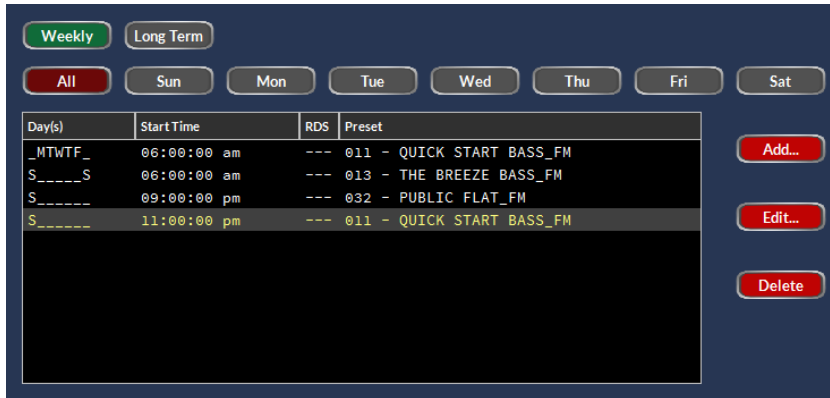 Weekly Long Term
All Sun Mon Tue Wed Thu Fri Sat
Day(s) Start Time RDS Preset
_MTWTF_ 06:00:00 am --- 011 - QUICK START BASS_FM
S_____S 06:00:00 am --- 013 - THE BREEZE BASS_FM
S______ 09:00:00 pm --- 032 - PUBLIC FLAT_FM
S______ 11:00:00 pm --- 011 - QUICK START BASS_FM
Add...
Edit...
Delete